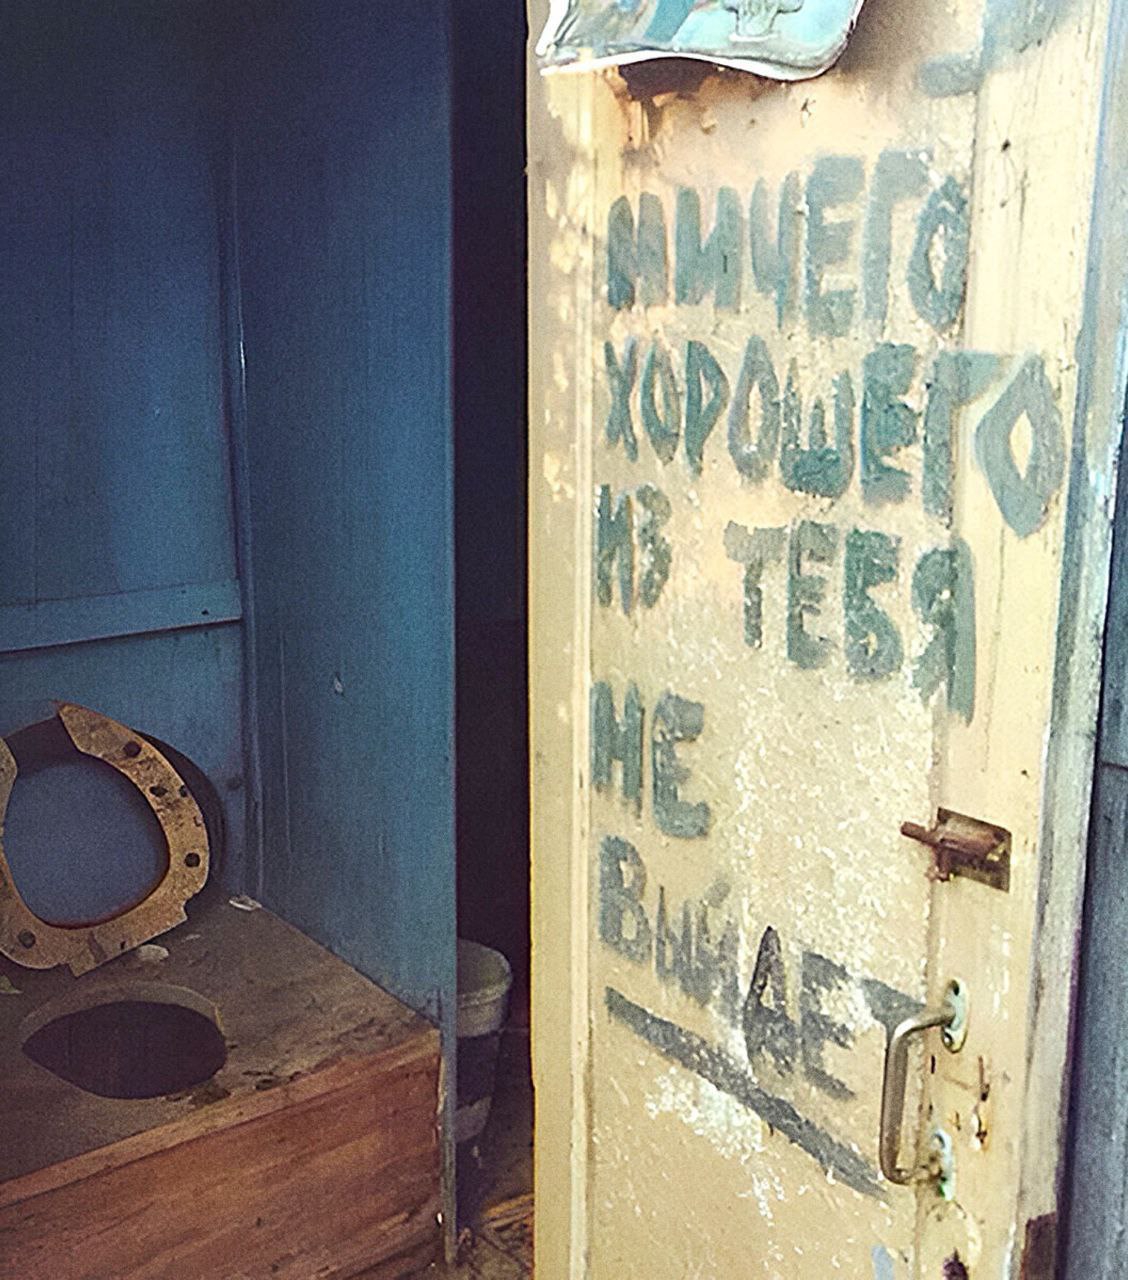 НИЧЕГО
ХОРОШЕГО
ИЗ ТЕБЯ
НЕ
ВЫЙДЕТ